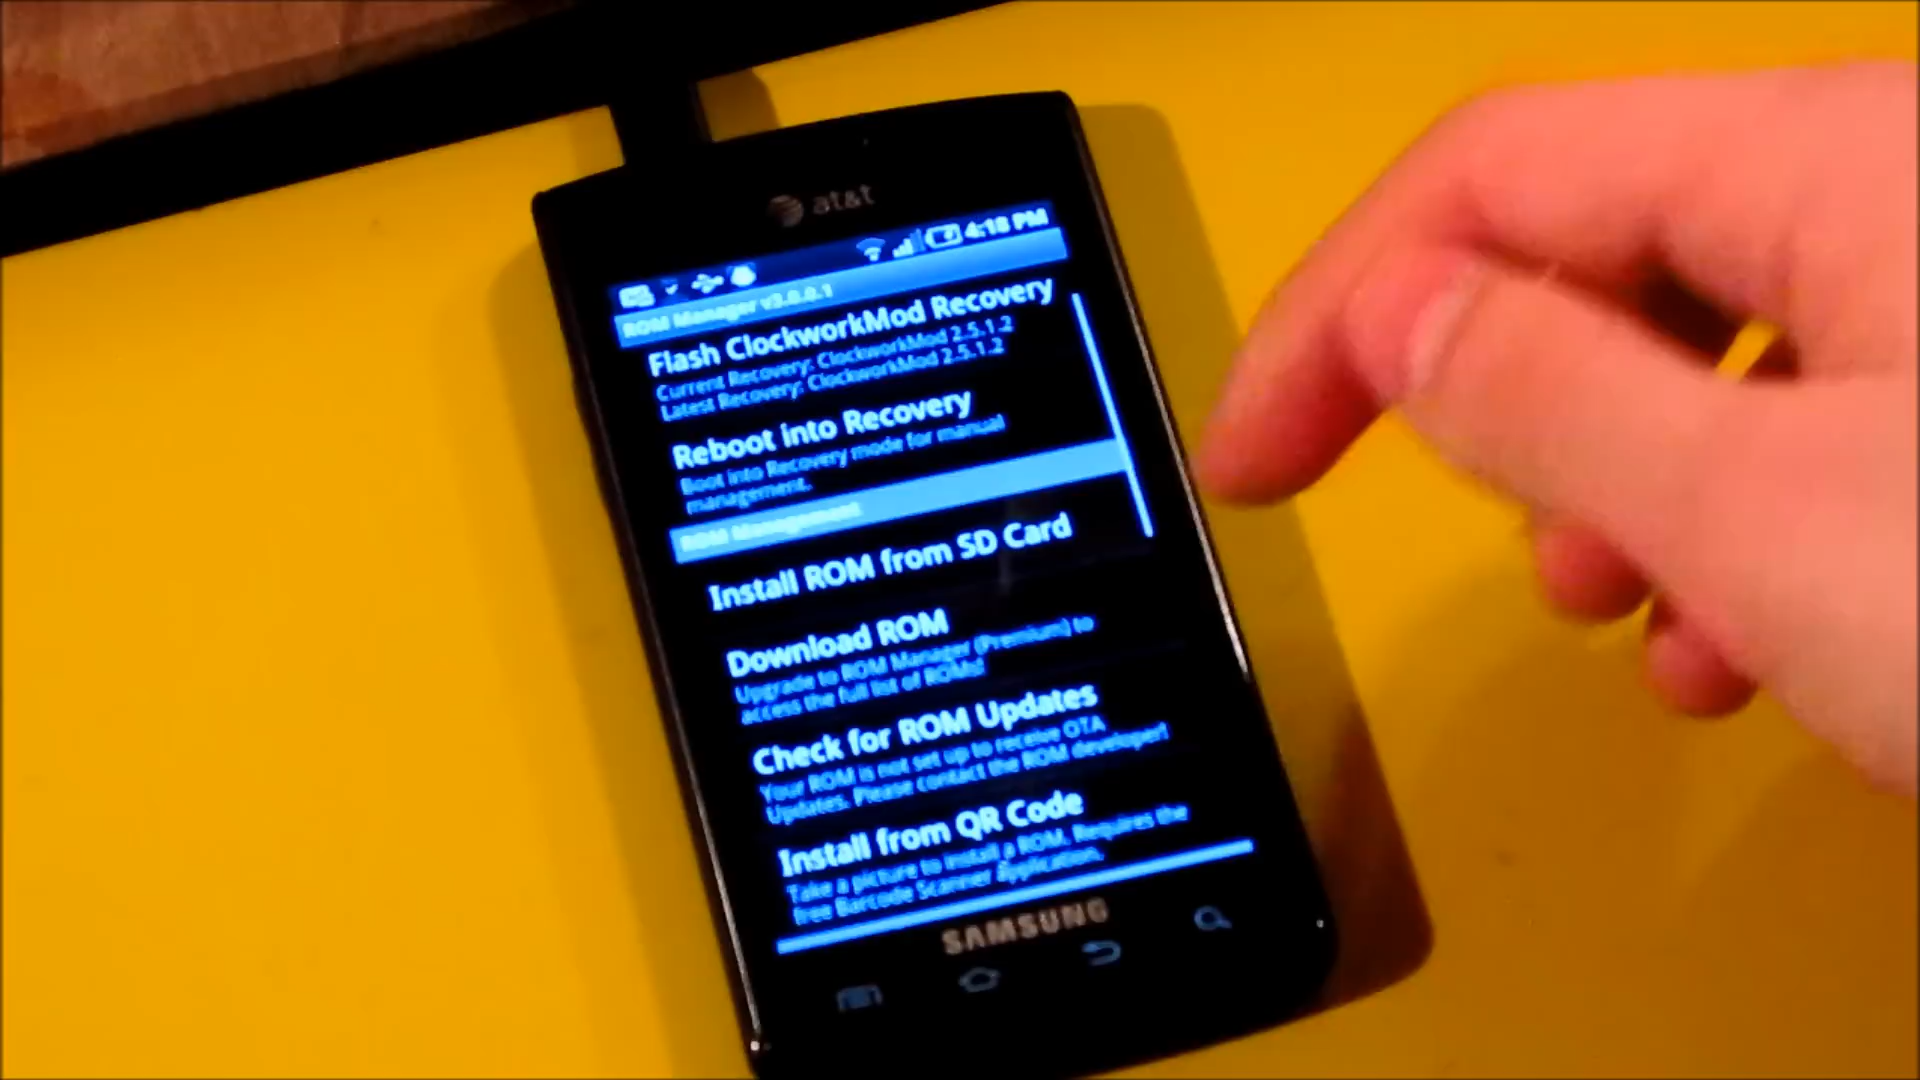 at&t
4:18 PM
ROM Manager v3.0.0.1
Flash ClockworkMod Recovery
Current Recovery: ClockworkMod 2.5.1.2
Latest Recovery: ClockworkMod 2.5.1.2
Reboot into Recovery
Boot into Recovery mode for manual
management.
ROM Management
Install ROM from SD Card
Download ROM
Upgrade to ROM Manager (Premium) to
access the full list of ROMs!
Check for ROM Updates
Your ROM is not set up to receive OTA
Updates. Please contact the ROM developer!
Install from QR Code
Take a picture to install a ROM. Requires the
free Barcode Scanner application.
SAMSUNG